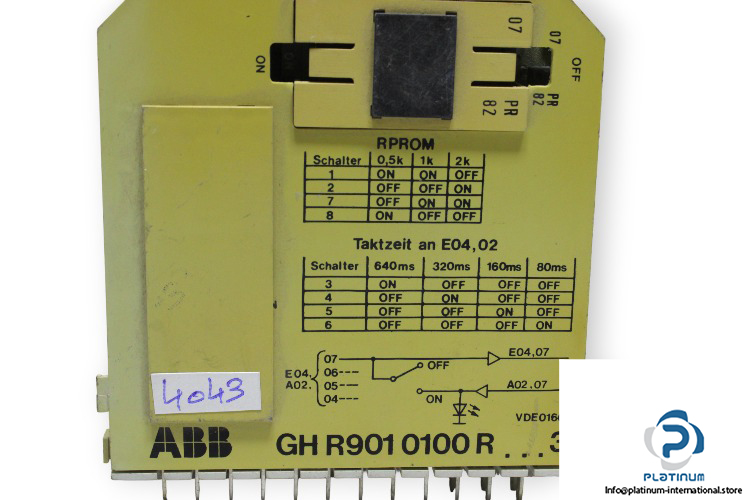 07
07
ON
OFF
PR
82
PR
82
RPROM
Schalter 0,5k 1k 2k
1 ON ON OFF
2 OFF OFF ON
7 OFF ON ON
8 ON OFF OFF
Taktzeit an E04,02
Schalter 640ms 320ms 160ms 80ms
3 ON OFF OFF OFF
4 OFF ON OFF OFF
5 OFF OFF ON OFF
6 OFF OFF OFF ON
07
E04,07
OFF
E04,
06---
A02.
05---
A02.07
04---
ON
4043
ABB GH R901 0100 R ...
PLATINUM
Info@platinum-international.store